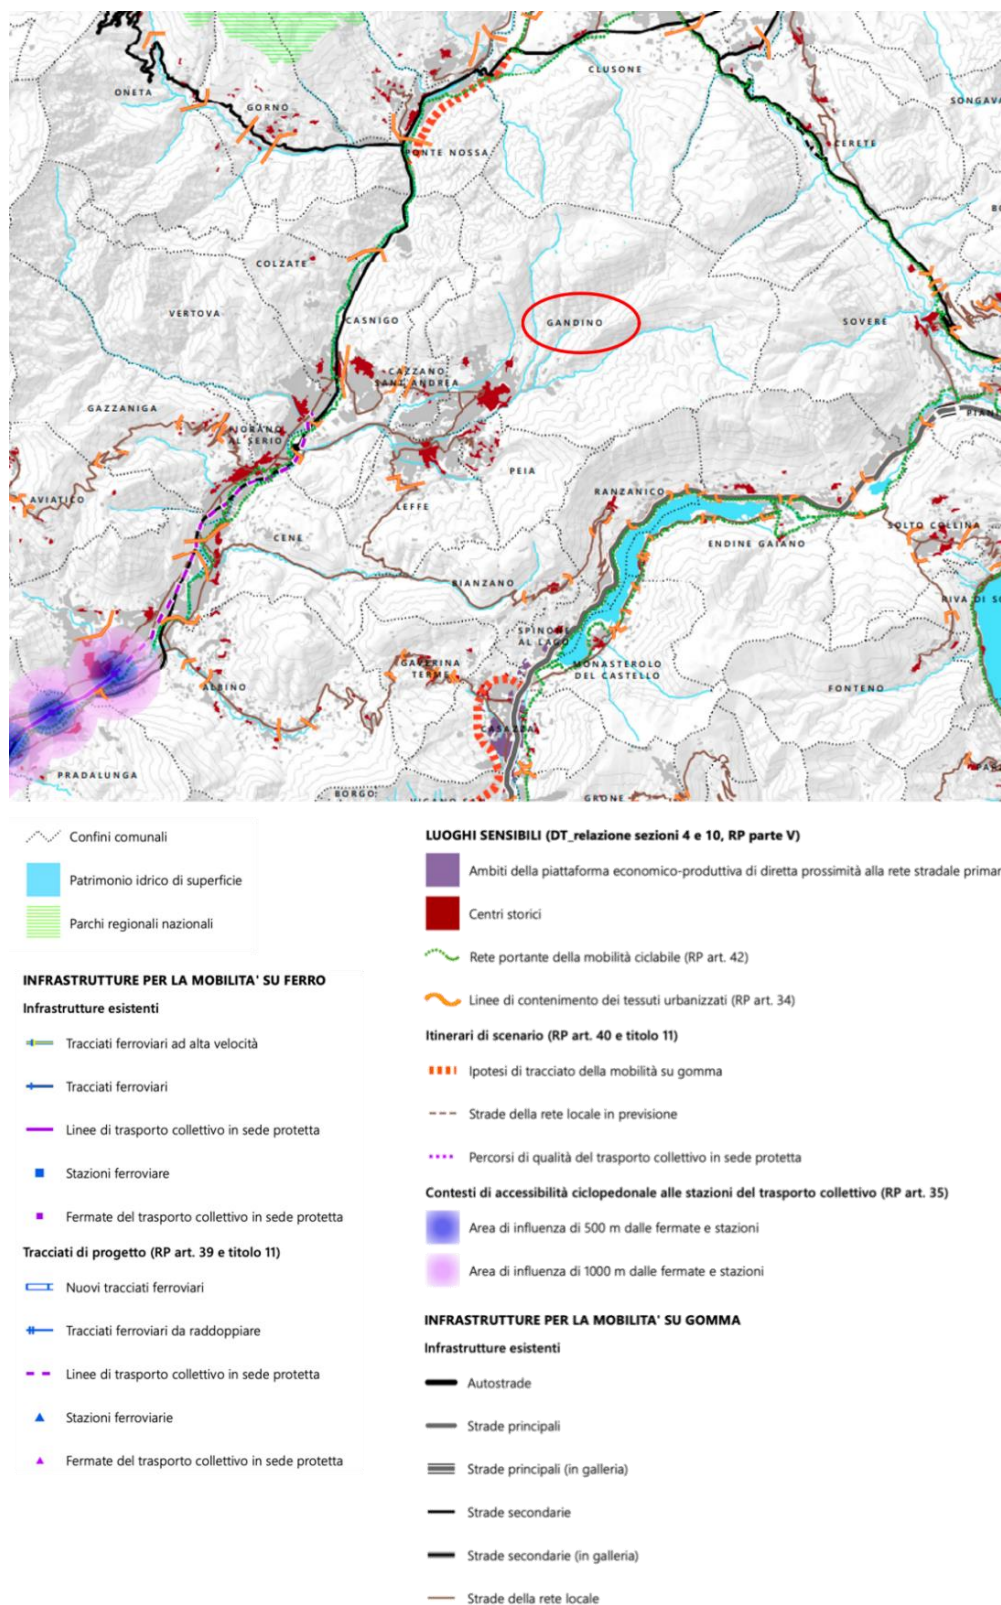 CLUSONE
ONETA
GORNO
SONGAVA
PONTE NOSSA
CERETE
COLZATE
VERTOVA
CASNIGO
GANDINO
SOVERE
CAZZANO
SANT'ANDREA
GAZZANIGA
FIORANO
AL SERIO
PIAN
PEIA
AVIATICO
RANZANICO
LEFFE
SOLTO COLLINA
CENE
ENDINE GAIANO
BIANZANO
RIVA DI SO
SPINONE
AL LAGO
GAVERINA
TERME
MONASTEROLO
DEL CASTELLO
ALBINO
FONTENO
CASAZZA
PRADALUNGA
BORGO
GRONE
Confini comunali
Patrimonio idrico di superficie
Parchi regionali nazionali
INFRASTRUTTURE PER LA MOBILITA' SU FERRO
Infrastrutture esistenti
Tracciati ferroviari ad alta velocità
Tracciati ferroviari
Linee di trasporto collettivo in sede protetta
Stazioni ferroviare
Fermate del trasporto collettivo in sede protetta
Tracciati di progetto (RP art. 39 e titolo 11)
Nuovi tracciati ferroviari
Tracciati ferroviari da raddoppiare
Linee di trasporto collettivo in sede protetta
Stazioni ferroviarie
Fermate del trasporto collettivo in sede protetta
LUOGHI SENSIBILI (DT_relazione sezioni 4 e 10, RP parte V)
Ambiti della piattaforma economico-produttiva di diretta prossimità alla rete stradale primar
Centri storici
Rete portante della mobilità ciclabile (RP art. 42)
Linee di contenimento dei tessuti urbanizzati (RP art. 34)
Itinerari di scenario (RP art. 40 e titolo 11)
Ipotesi di tracciato della mobilità su gomma
Strade della rete locale in previsione
Percorsi di qualità del trasporto collettivo in sede protetta
Contesti di accessibilità ciclopedonale alle stazioni del trasporto collettivo (RP art. 35)
Area di influenza di 500 m dalle fermate e stazioni
Area di influenza di 1000 m dalle fermate e stazioni
INFRASTRUTTURE PER LA MOBILITA' SU GOMMA
Infrastrutture esistenti
Autostrade
Strade principali
Strade principali (in galleria)
Strade secondarie
Strade secondarie (in galleria)
Strade della rete locale